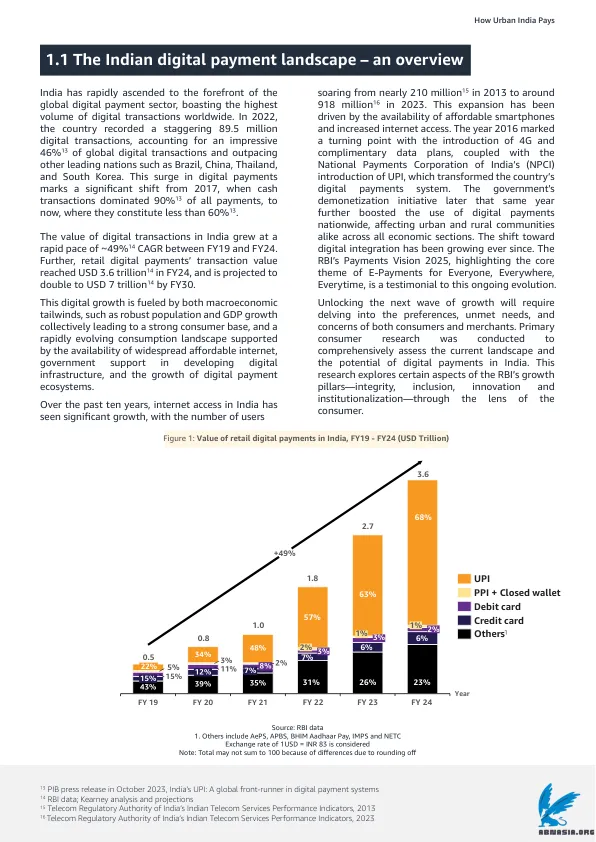 How Urban India Pays
1.1 The Indian digital payment landscape – an overview
India has rapidly ascended to the forefront of the
global digital payment sector, boasting the highest
volume of digital transactions worldwide. In 2022,
the country recorded a staggering 89.5 million
digital transactions, accounting for an impressive
46%¹³ of global digital transactions and outpacing
other leading nations such as Brazil, China, Thailand,
and South Korea. This surge in digital payments
marks a significant shift from 2017, when cash
transactions dominated 90%¹³ of all payments, to
now, where they constitute less than 60%¹³.
The value of digital transactions in India grew at a
rapid pace of ~49%¹⁴ CAGR between FY19 and FY24.
Further, retail digital payments’ transaction value
reached USD 3.6 trillion¹⁴ in FY24, and is projected to
double to USD 7 trillion¹⁴ by FY30.
This digital growth is fueled by both macroeconomic
tailwinds, such as robust population and GDP growth
collectively leading to a strong consumer base, and a
rapidly evolving consumption landscape supported
by the availability of widespread affordable internet,
government support in developing digital
infrastructure, and the growth of digital payment
ecosystems.
Over the past ten years, internet access in India has
seen significant growth, with the number of users
soaring from nearly 210 million¹⁵ in 2013 to around
918 million¹⁶ in 2023. This expansion has been
driven by the availability of affordable smartphones
and increased internet access. The year 2016 marked
a turning point with the introduction of 4G and
complimentary data plans, coupled with the
National Payments Corporation of India’s (NPCI)
introduction of UPI, which transformed the country’s
digital payments system. The government’s
demonetization initiative later that same year
further boosted the use of digital payments
nationwide, affecting urban and rural communities
alike across all economic sections. The shift toward
digital integration has been growing ever since. The
RBI’s Payments Vision 2025, highlighting the core
theme of E-Payments for Everyone, Everywhere,
Everytime, is a testimonial to this ongoing evolution.
Unlocking the next wave of growth will require
delving into the preferences, unmet needs, and
concerns of both consumers and merchants. Primary
consumer research was conducted to
comprehensively assess the current landscape and
the potential of digital payments in India. This
research explores certain aspects of the RBI’s growth
pillars—integrity, inclusion, innovation and
institutionalization—through the lens of the
consumer.
Figure 1: Value of retail digital payments in India, FY19 - FY24 (USD Trillion)
+49%
0.5
22%
5%
15%
15%
43%
FY 19
0.8
34%
3%
11%
12%
39%
FY 20
1.0
48%
2%
8%
7%
35%
FY 21
1.8
57%
2%
3%
7%
31%
FY 22
2.7
63%
1%
3%
6%
26%
FY 23
3.6
68%
1%
2%
6%
23%
FY 24
Year
UPI
PPI + Closed wallet
Debit card
Credit card
Others¹
Source: RBI data
1. Others include AePS, APBS, BHIM Aadhaar Pay, IMPS and NETC
Exchange rate of 1USD = INR 83 is considered
Note: Total may not sum to 100 because of differences due to rounding off
¹³ PIB press release in October 2023, India’s UPI: A global front-runner in digital payment systems
¹⁴ RBI data; Kearney analysis and projections
¹⁵ Telecom Regulatory Authority of India’s Indian Telecom Services Performance Indicators, 2013
¹⁶ Telecom Regulatory Authority of India’s Indian Telecom Services Performance Indicators, 2023
ABNASIA.ORG